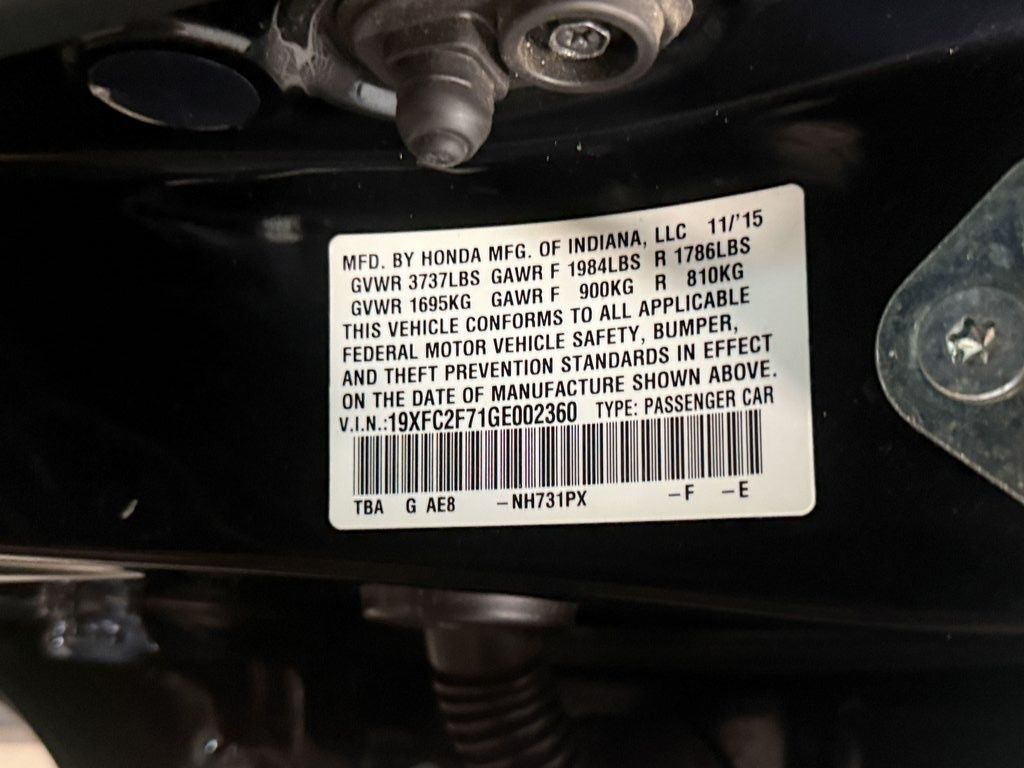 MFD. BY HONDA MFG. OF INDIANA, LLC 11/'15
GVWR 3737LBS GAWR F 1984LBS R 1786LBS
GVWR 1695KG GAWR F 900KG R 810KG
THIS VEHICLE CONFORMS TO ALL APPLICABLE
FEDERAL MOTOR VEHICLE SAFETY, BUMPER,
AND THEFT PREVENTION STANDARDS IN EFFECT
ON THE DATE OF MANUFACTURE SHOWN ABOVE.
V.I.N.:19XFC2F71GE002360 TYPE: PASSENGER CAR
TBA G AE8 –NH731PX –F –E